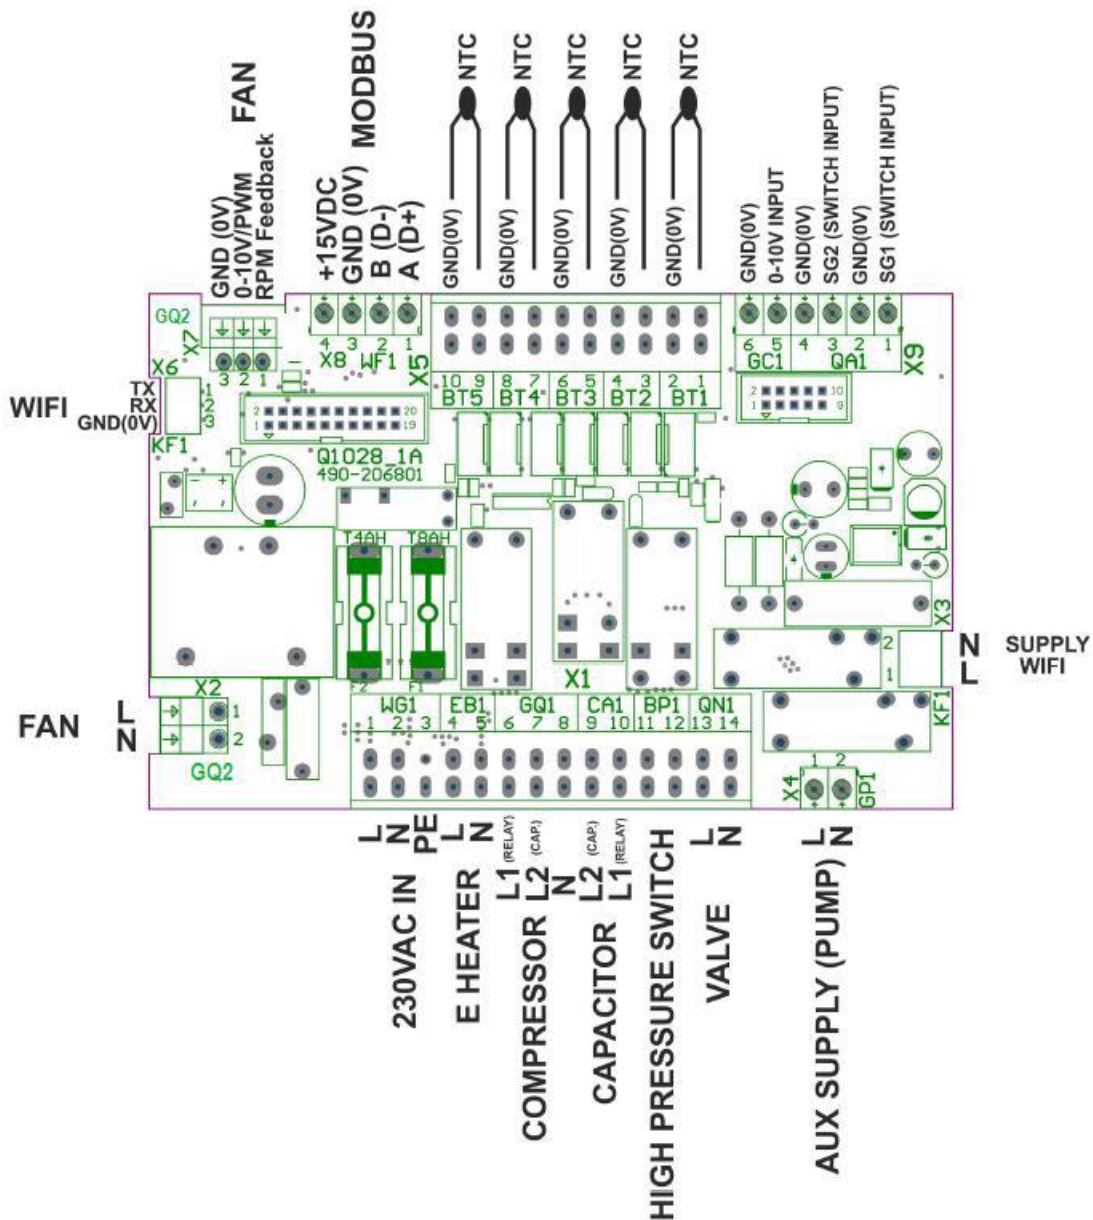 FAN
GND (0V)
0-10V/PWM
RPM Feedback
MODBUS
+15VDC
GND (0V)
B (D-)
A (D+)
NTC
NTC
NTC
NTC
NTC
GND(0V)
GND(0V)
GND(0V)
GND(0V)
GND(0V)
GND(0V)
0-10V INPUT
GND(0V)
SG2 (SWITCH INPUT)
GND(0V)
SG1 (SWITCH INPUT)
GQ2
X7
3 2 1
4 3 2 1
X8 WF1
X5
10 9 8 7 6 5 4 3 2 1
BT5 BT4 BT3 BT2 BT1
6 5 4 3 2 1
GC1 QA1
X9
X6
WIFI
TX 1
RX 2
GND(0V) 3
KF1
2 20
1 19
2 10
1 9
Q1028_1A
490-206801
T4AH T8AH
F2 F1
X3
N 2
L 1
SUPPLY
WIFI
KF1
X2
FAN
L 1
N 2
GQ2
X1
WG1 EB1 GQ1 CA1 BP1 QN1
1 2 3 4 5 6 7 8 9 10 11 12 13 14
X4
1 2
GP1
L
N
PE
230VAC IN
L
N
E HEATER
L1 (RELAY)
L2 (CAP.)
N
COMPRESSOR
L2 (CAP.)
L1 (RELAY)
CAPACITOR
HIGH PRESSURE SWITCH
L
N
VALVE
L
N
AUX SUPPLY (PUMP)